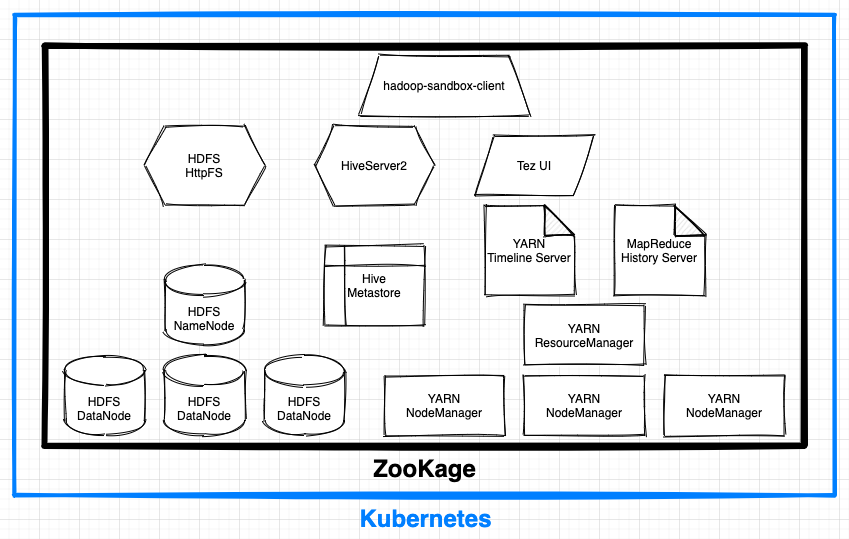 hadoop-sandbox-client
HDFS
HttpFS
HiveServer2
Tez UI
YARN
Timeline Server
MapReduce
History Server
Hive
Metastore
HDFS
NameNode
YARN
ResourceManager
HDFS
DataNode
HDFS
DataNode
HDFS
DataNode
YARN
NodeManager
YARN
NodeManager
YARN
NodeManager
ZooKage
Kubernetes